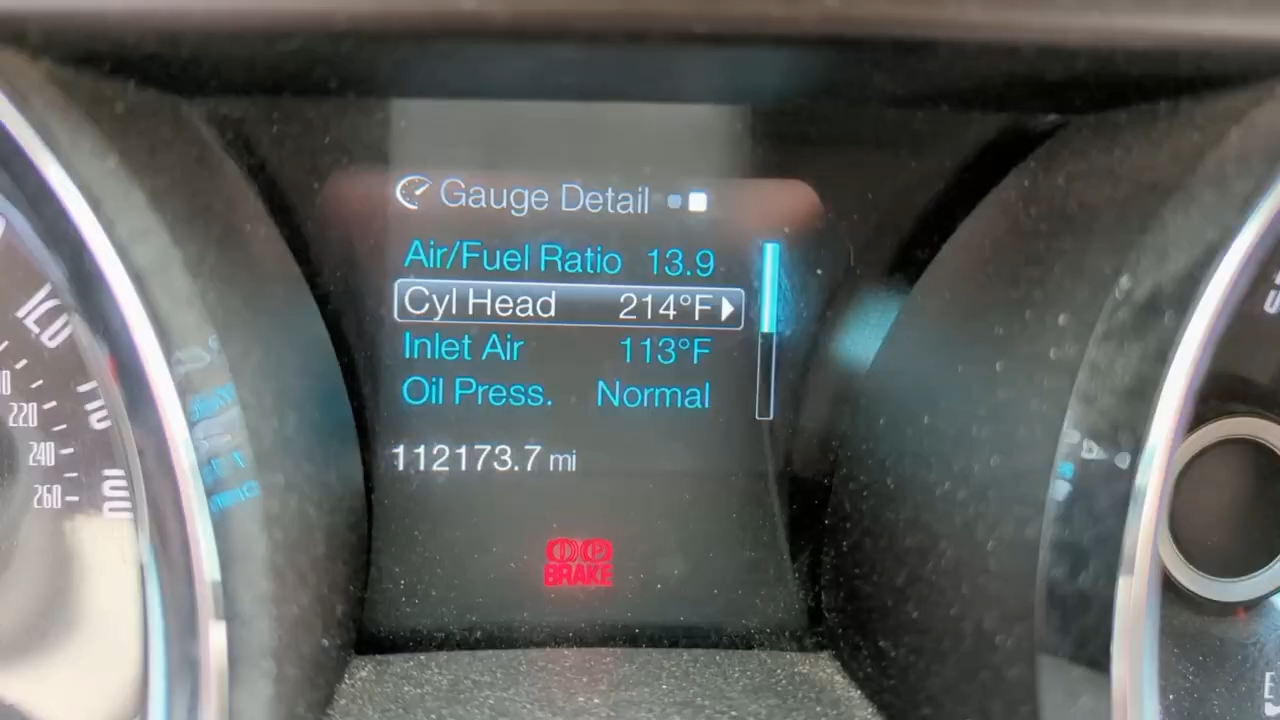 Gauge Detail
Air/Fuel Ratio 13.9
Cyl Head 214°F
Inlet Air 113°F
Oil Press. Normal
112173.7 mi
BRAKE
220
240
260